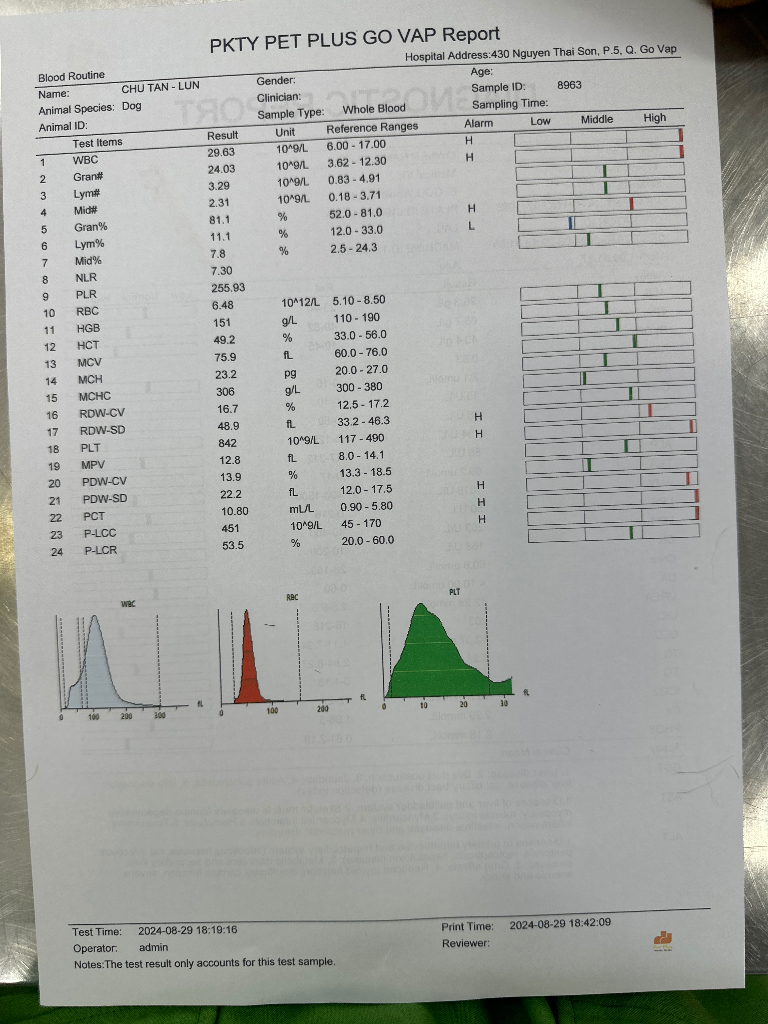 PKTY PET PLUS GO VAP Report
Hospital Address:430 Nguyen Thai Son, P.5, Q. Go Vap
Blood Routine
Name: CHU TAN - LUN Gender: Age:
Animal Species: Dog Clinician: Sample ID: 8963
Animal ID: Sample Type: Whole Blood Sampling Time:
Test Items Result Unit Reference Ranges Alarm Low Middle High
1 WBC 29.63 10^9/L 6.00 - 17.00 H
2 Gran# 24.03 10^9/L 3.62 - 12.30 H
3 Lym# 3.29 10^9/L 0.83 - 4.91
4 Mid# 2.31 10^9/L 0.18 - 3.71
5 Gran% 81.1 % 52.0 - 81.0 H
6 Lym% 11.1 % 12.0 - 33.0 L
7 Mid% 7.8 % 2.5 - 24.3
8 NLR 7.30
9 PLR 255.93
10 RBC 6.48 10^12/L 5.10 - 8.50
11 HGB 151 g/L 110 - 190
12 HCT 49.2 % 33.0 - 56.0
13 MCV 75.9 fL 60.0 - 76.0
14 MCH 23.2 pg 20.0 - 27.0
15 MCHC 306 g/L 300 - 380
16 RDW-CV 16.7 % 12.5 - 17.2
17 RDW-SD 48.9 fL 33.2 - 46.3 H
18 PLT 842 10^9/L 117 - 490 H
19 MPV 12.8 fL 8.0 - 14.1
20 PDW-CV 13.9 % 13.3 - 18.5
21 PDW-SD 22.2 fL 12.0 - 17.5 H
22 PCT 10.80 mL/L 0.90 - 5.80 H
23 P-LCC 451 10^9/L 45 - 170 H
24 P-LCR 53.5 % 20.0 - 60.0
WBC RBC PLT
0 100 200 300 fL 0 100 200 fL 0 10 20 30 fL
Test Time: 2024-08-29 18:19:16 Print Time: 2024-08-29 18:42:09
Operator: admin Reviewer:
Notes:The test result only accounts for this test sample.